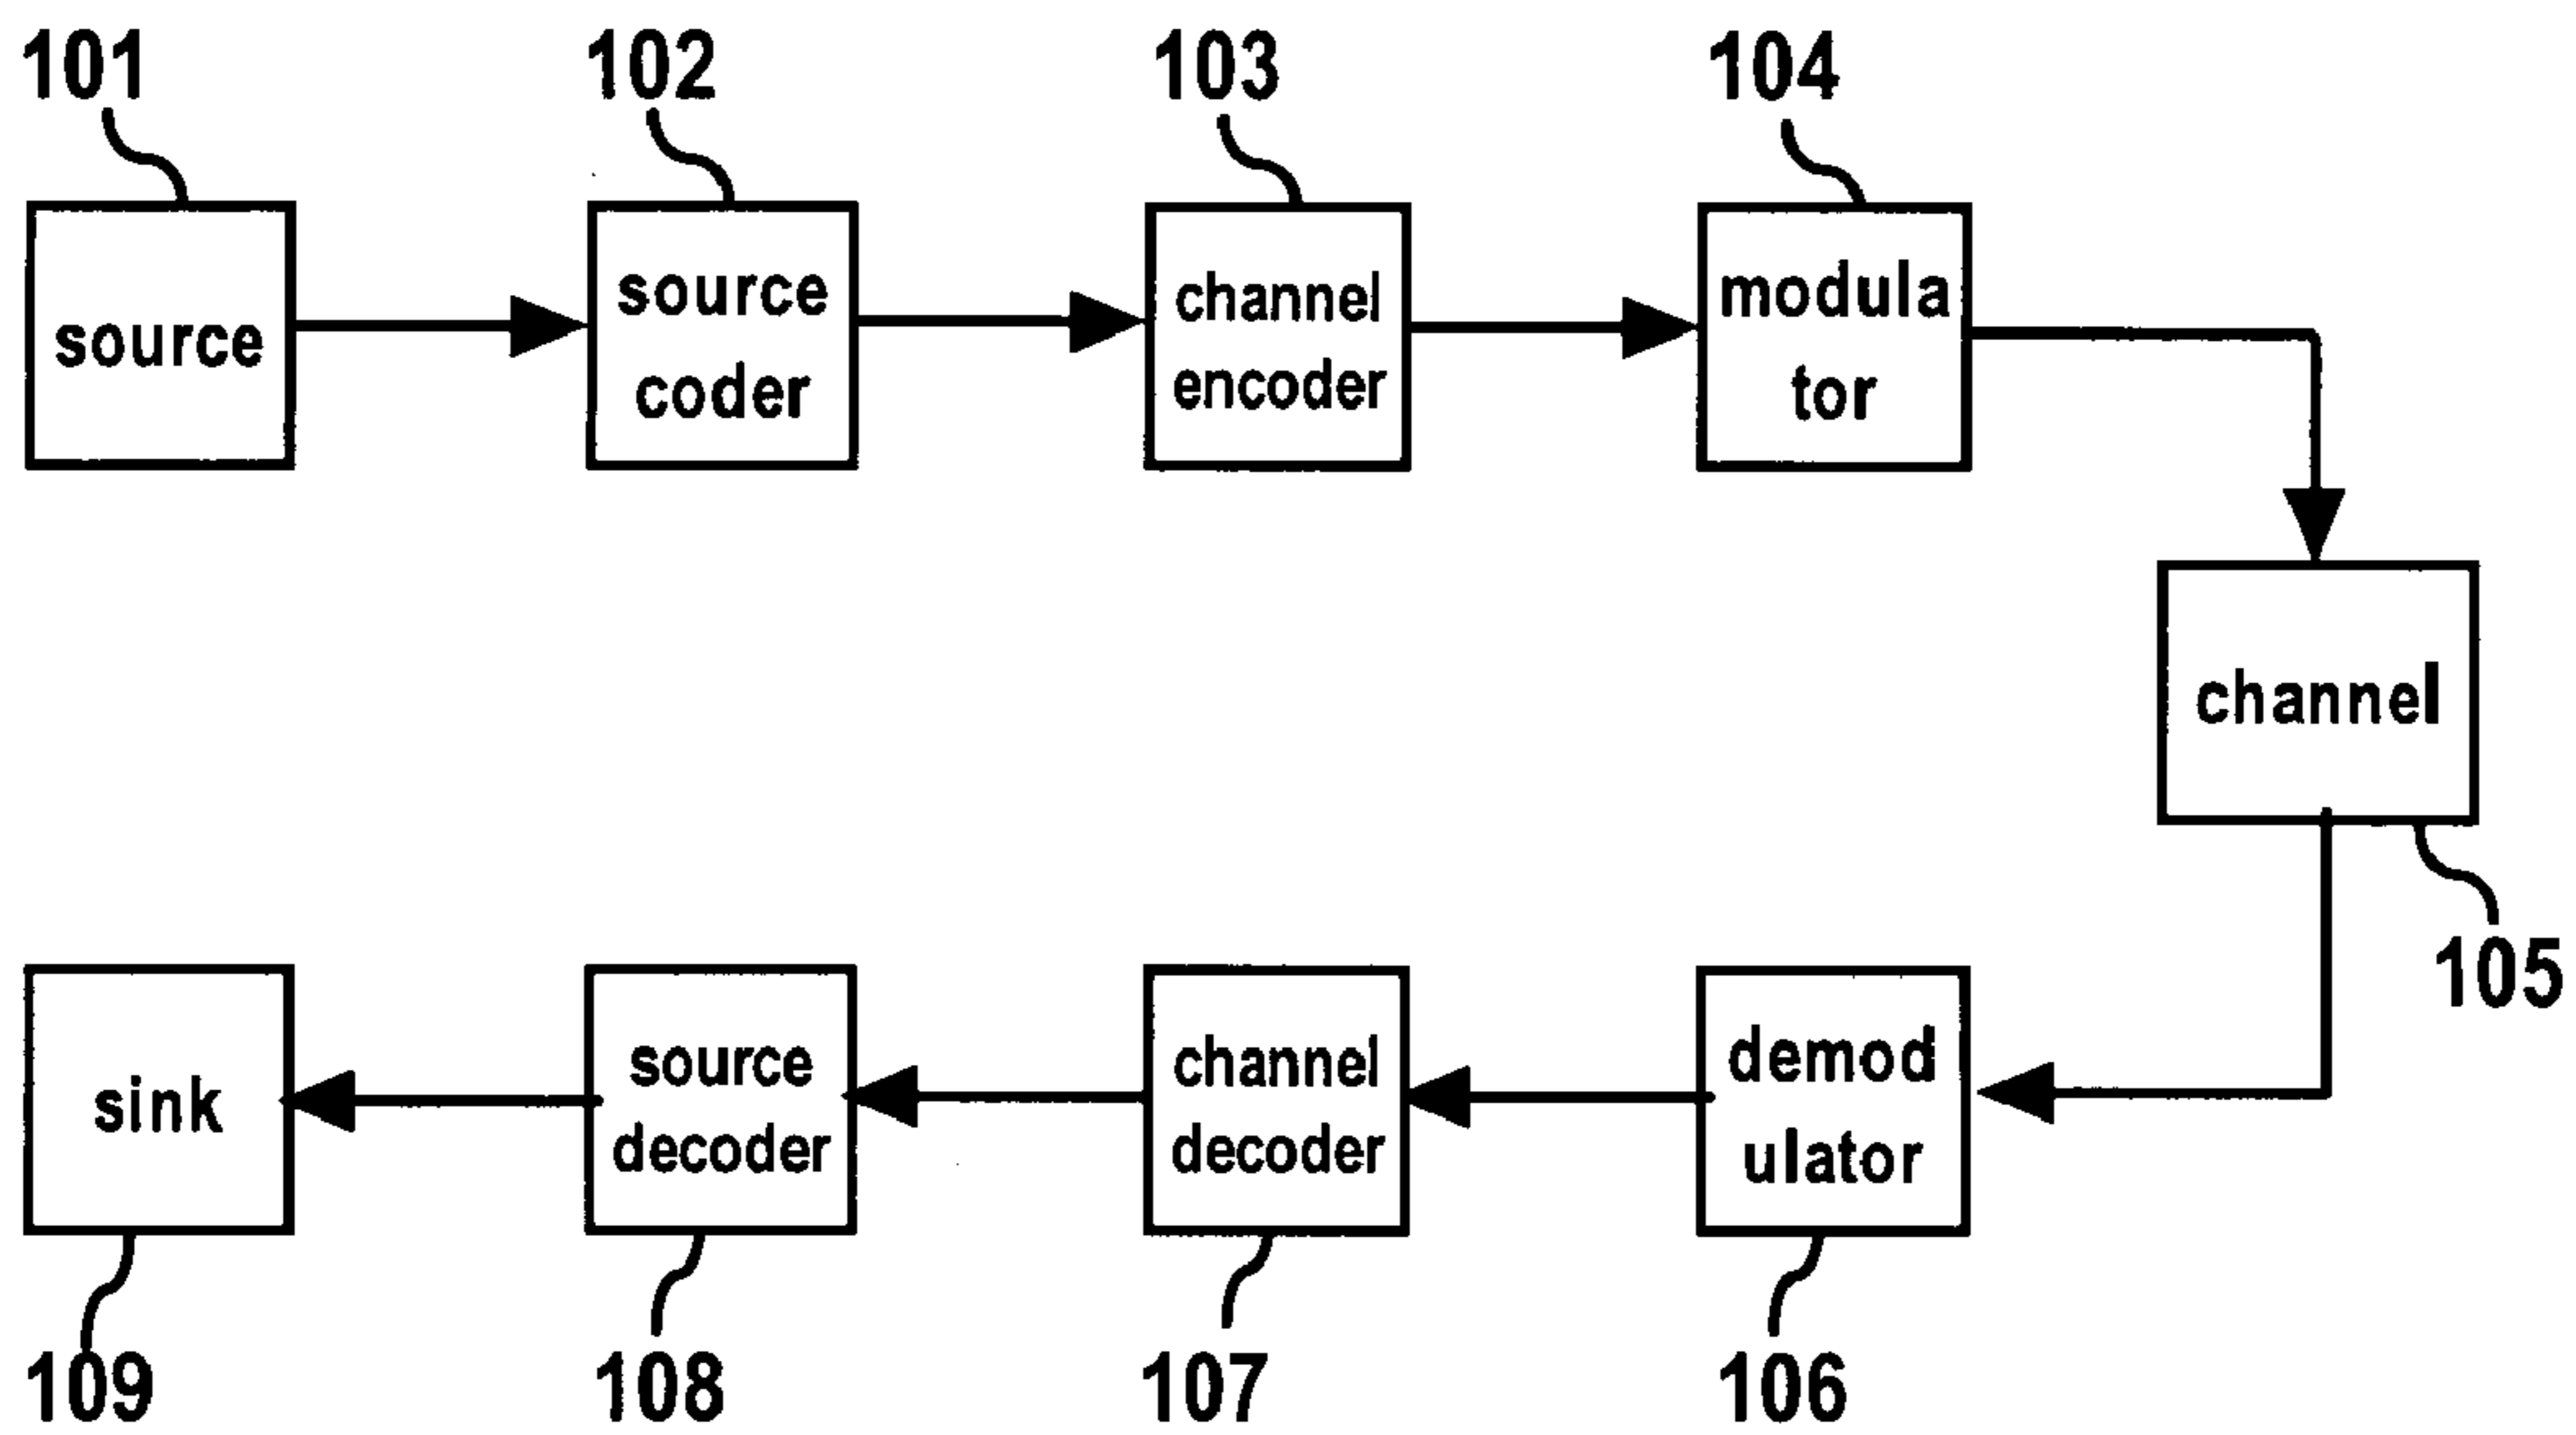 101
102
103
104
source
source
coder
channel
encoder
modula
tor
channel
105
sink
source
decoder
channel
decoder
demod
ulator
109
108
107
106